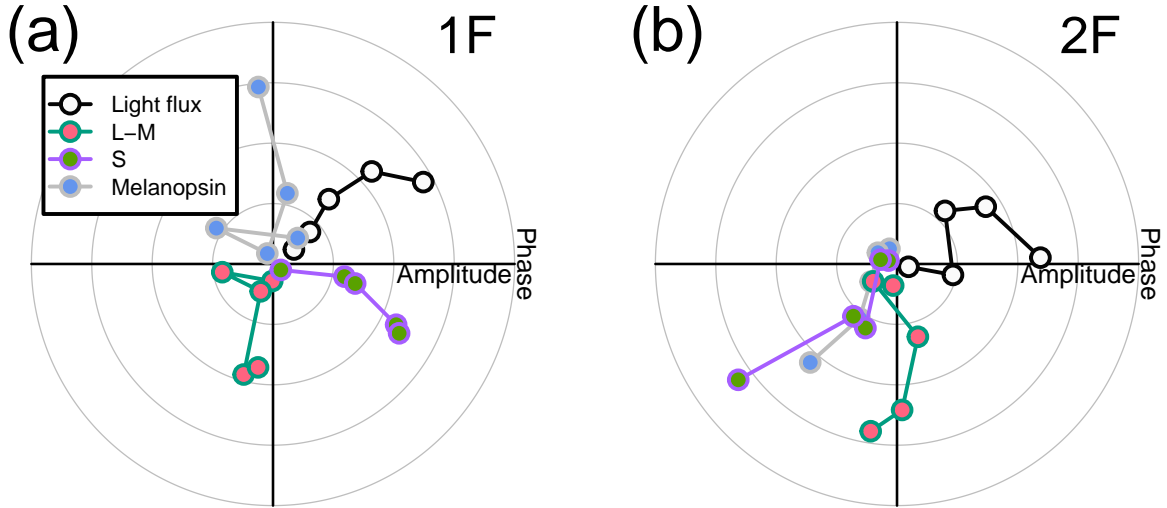 (a)
1F
Light flux
L−M
S
Melanopsin
Amplitude
Phase
(b)
2F
Amplitude
Phase